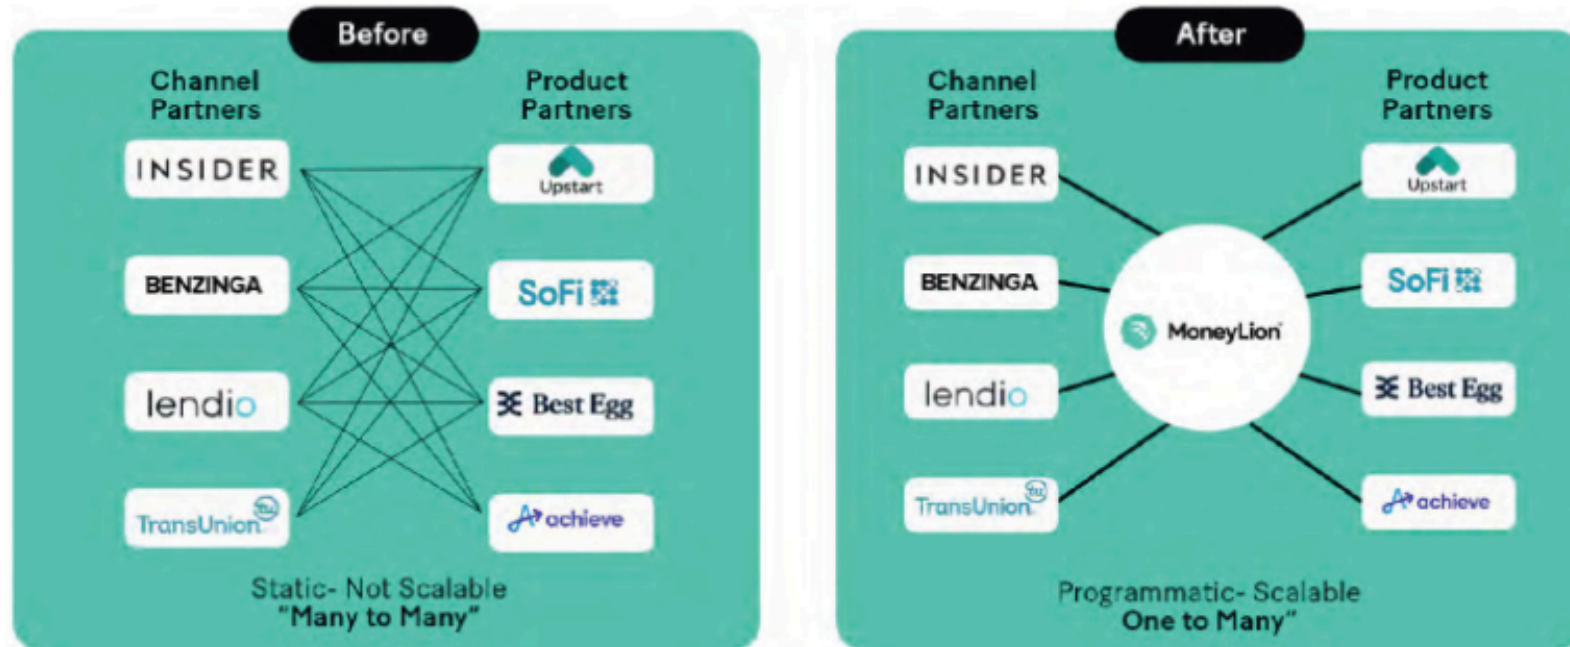 Before
Channel
Partners
Product
Partners
INSIDER
Upstart
BENZINGA
SoFi
lendio
Best Egg
TransUnion
tu
achieve
Static- Not Scalable
"Many to Many"
After
Channel
Partners
Product
Partners
INSIDER
Upstart
BENZINGA
SoFi
MoneyLion
lendio
Best Egg
TransUnion
tu
achieve
Programmatic- Scalable
One to Many"